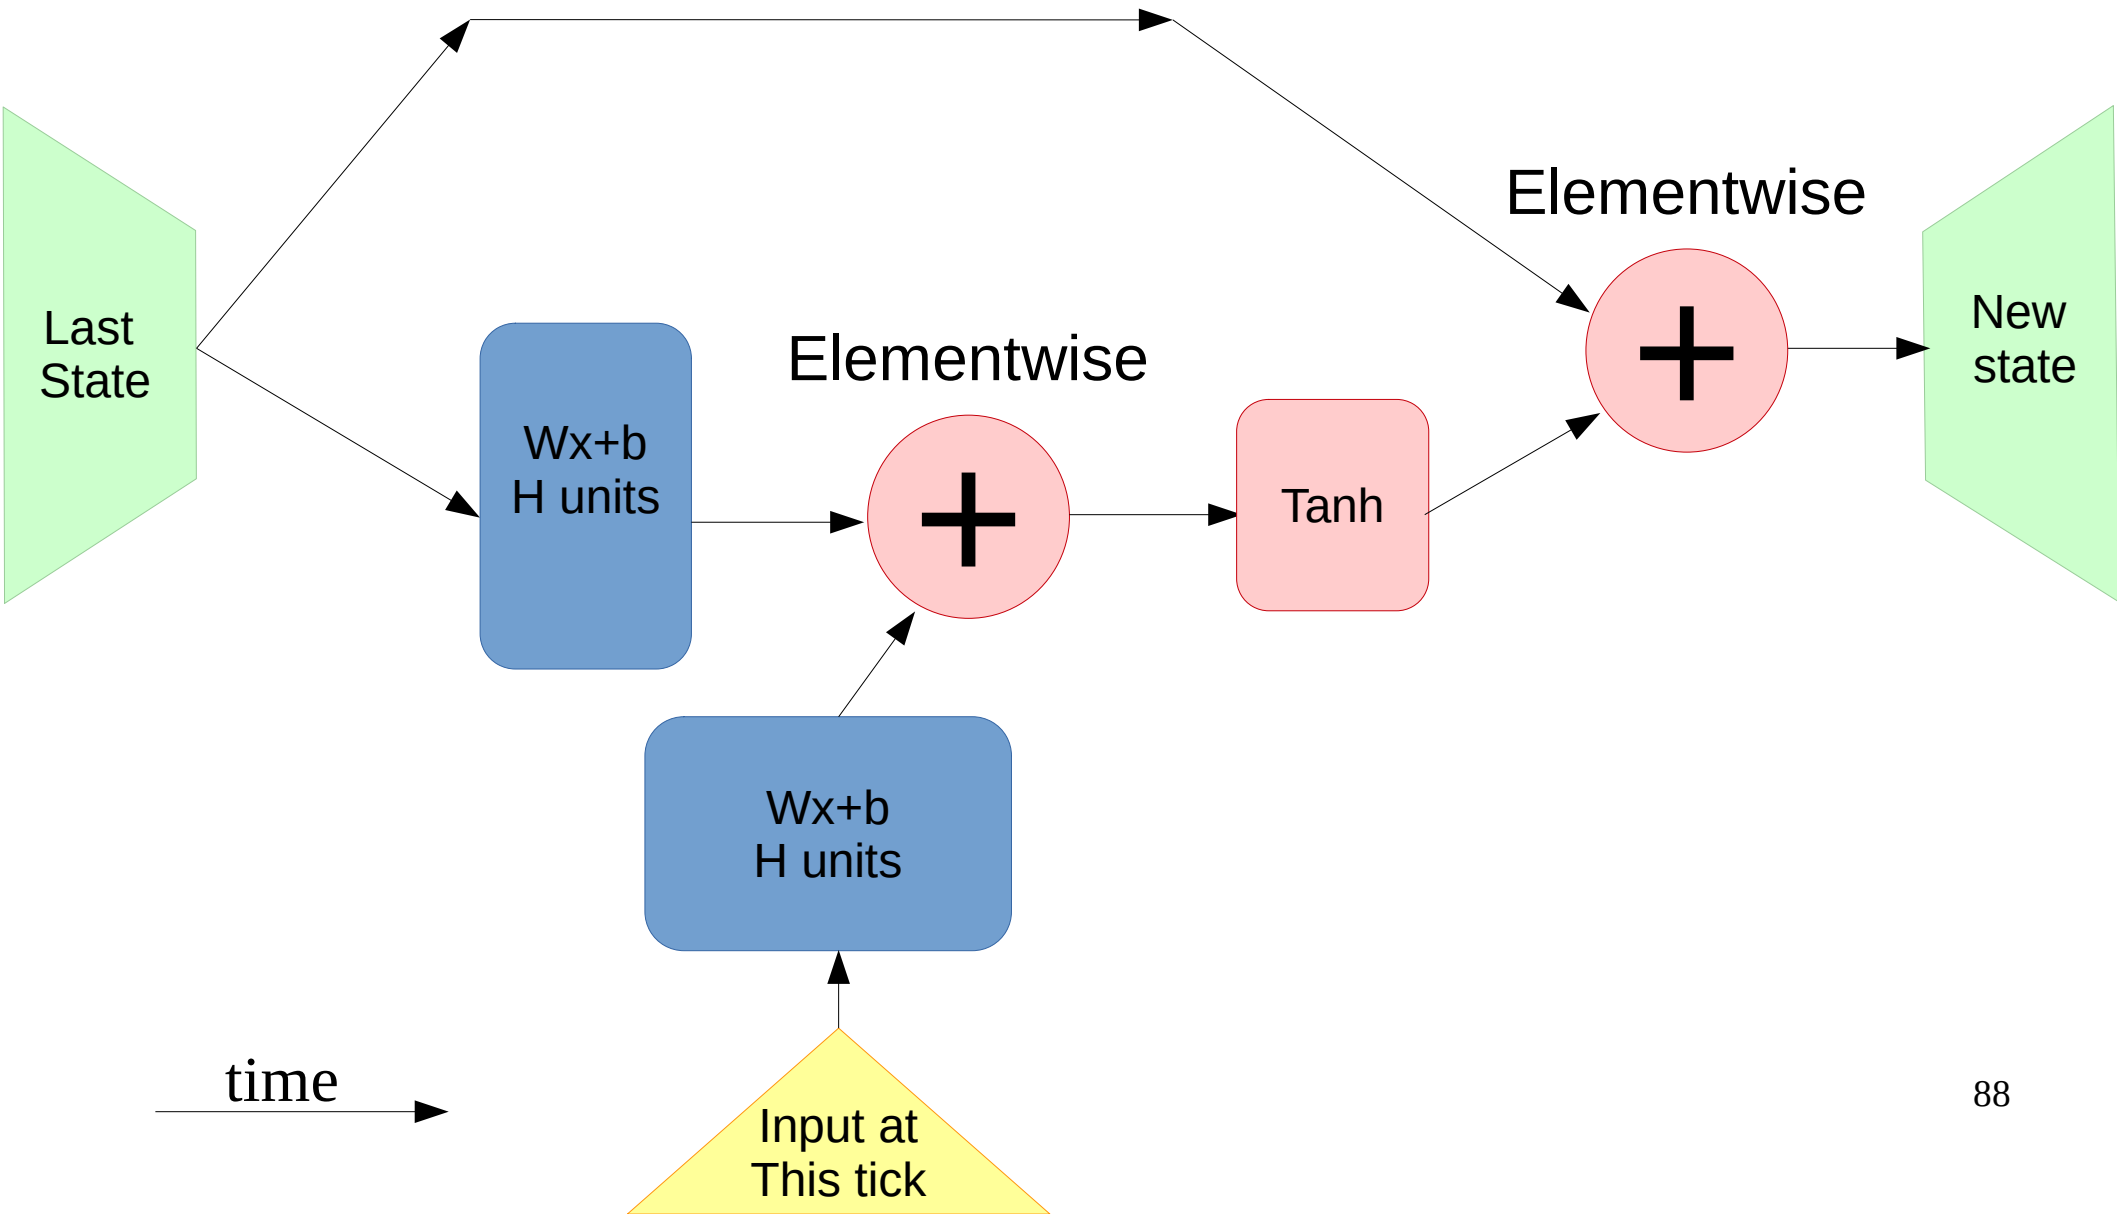 Elementwise
Last
State
New
state
+
Elementwise
Wx+b
H units
+
Tanh
Wx+b
H units
time
Input at
This tick
88